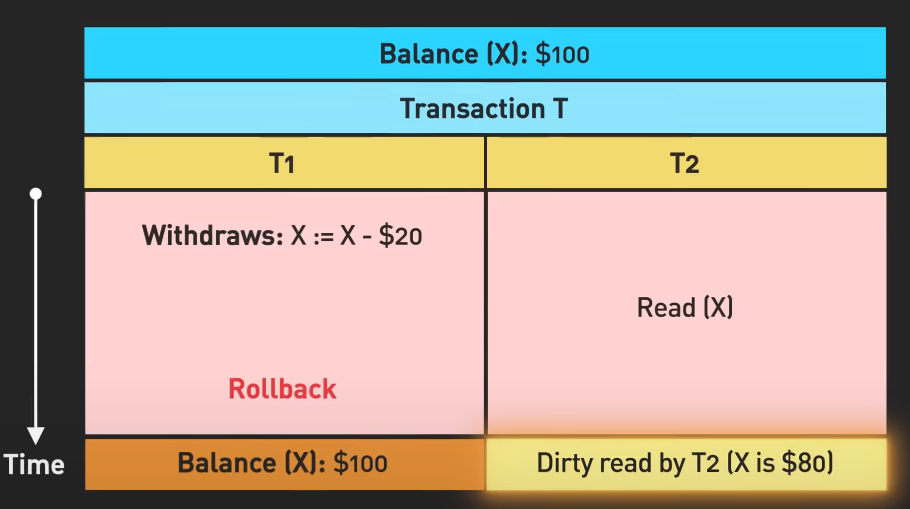 Balance (X): $100
Transaction T
T1
T2
Withdraws: X := X - $20
Read (X)
Rollback
Time
Balance (X): $100
Dirty read by T2 (X is $80)